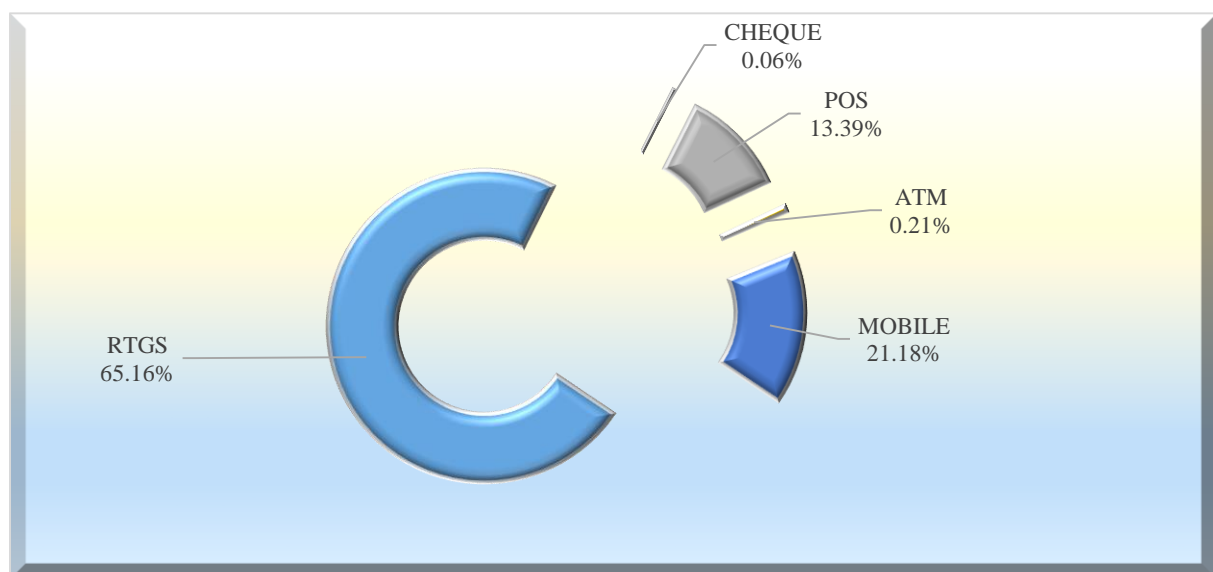 CHEQUE
0.06%
POS
13.39%
ATM
0.21%
MOBILE
21.18%
RTGS
65.16%